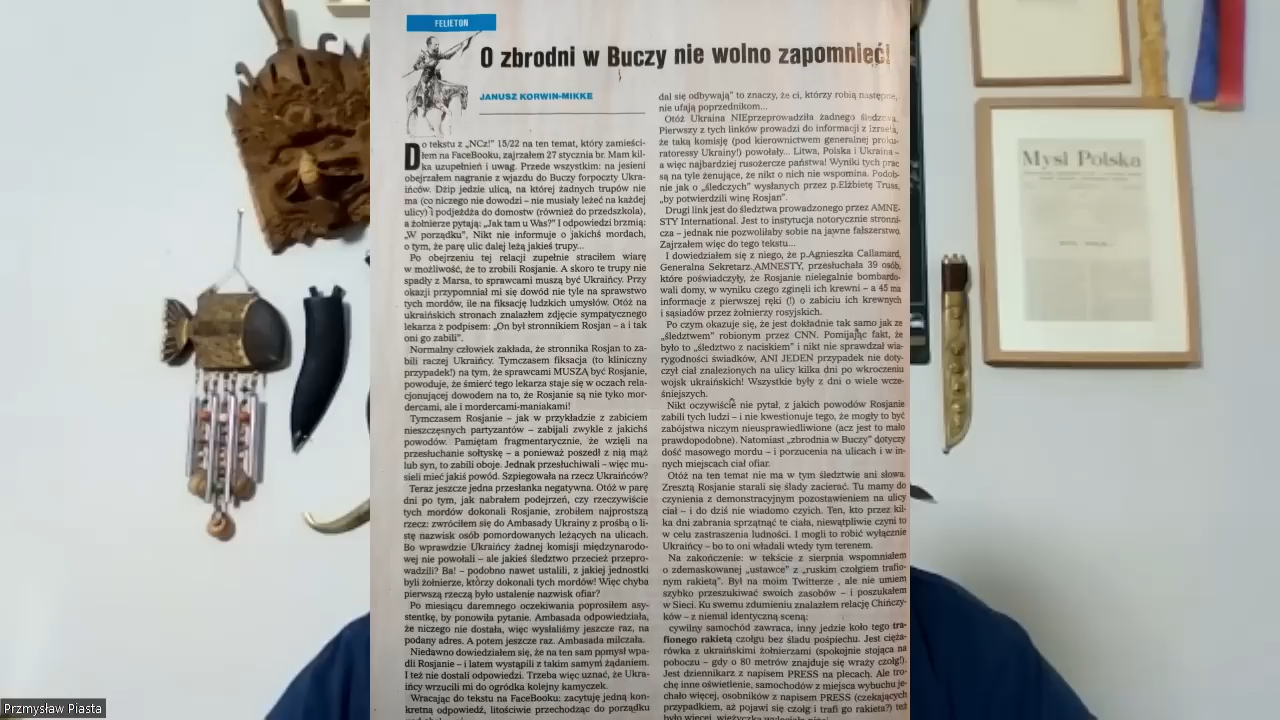 FELIETON
O zbrodni w Buczy nie wolno zapomnieć!
JANUSZ KORWIN-MIKKE
Do tekstu z „NCz!” 15/22 na ten temat, który zamieści-
łem na FaceBooku, zajrzałem 27 stycznia br. Mam kil-
ka uzupełnień i uwag. Przede wszystkim: na jesieni
obejrzałem nagranie z wjazdu do Buczy forpoczty Ukra-
ińców. Dżip jedzie ulicą, na której żadnych trupów nie
ma (co niczego nie dowodzi – nie musiały leżeć na każdej
ulicy) i podjeżdża do domostw (również do przedszkola),
a żołnierze pytają: „Jak tam u Was?” I odpowiedzi brzmią:
„W porządku”, Nikt nie informuje o jakichś mordach,
o tym, że parę ulic dalej leżą jakieś trupy...
Po obejrzeniu tej relacji zupełnie straciłem wiarę
w możliwość, że to zrobili Rosjanie. A skoro te trupy nie
spadły z Marsa, to sprawcami muszą być Ukraińcy. Przy
okazji przypomniał mi się dowód nie tyle na sprawstwo
tych mordów, ile na fiksację ludzkich umysłów. Otóż na
ukraińskich stronach znalazłem zdjęcie sympatycznego
lekarza z podpisem: „On był stronnikiem Rosjan – a i tak
oni go zabili”.
Normalny człowiek zakłada, że stronnika Rosjan to za-
bili raczej Ukraińcy. Tymczasem fiksacja (to kliniczny
przypadek!) na tym, że sprawcami MUSZĄ być Rosjanie,
powoduje, że śmierć tego lekarza staje się w oczach rela-
cjonującej dowodem na to, że Rosjanie są nie tyko mor-
dercami, ale i mordercami-maniakami!
Tymczasem Rosjanie – jak w przykładzie z zabiciem
nieszczęsnych partyzantów – zabijali zwykle z jakichś
powodów. Pamiętam fragmentarycznie, że wzięli na
przesłuchanie sołtyskę – a ponieważ poszedł z nią mąż
lub syn, to zabili oboje. Jednak przesłuchiwali – więc mu-
sieli mieć jakiś powód. Szpiegowała na rzecz Ukraińców?
Teraz jeszcze jedna przesłanka negatywna. Otóż w parę
dni po tym, jak nabrałem podejrzeń, czy rzeczywiście
tych mordów dokonali Rosjanie, zrobiłem najprostszą
rzecz: zwróciłem się do Ambasady Ukrainy z prośbą o li-
stę nazwisk osób pomordowanych leżących na ulicach.
Bo wprawdzie Ukraińcy żadnej komisji międzynarodo-
wej nie powołali – ale jakieś śledztwo przecież przepro-
wadzili? Ba! – podobno nawet ustalili, z jakiej jednostki
byli żołnierze, którzy dokonali tych mordów! Więc chyba
pierwszą rzeczą było ustalenie nazwisk ofiar?
Po miesiącu daremnego oczekiwania poprosiłem asy-
stentkę, by ponowiła pytanie. Ambasada odpowiedziała,
że niczego nie dostała, więc wysłaliśmy jeszcze raz, na
podany adres. A potem jeszcze raz. Ambasada milczała.
Niedawno dowiedziałem się, że na ten sam pomysł wpa-
dli Rosjanie – i latem wystąpili z takim samym żądaniem.
I też nie dostali odpowiedzi. Trzeba więc uznać, że Ukra-
ińcy wrzucili mi do ogródka kolejny kamyczek.
Wracając do tekstu na FaceBooku: zacytuję jedną kon-
kretną odpowiedź, litościwie przechodząc do porządku
dal się odbywają” to znaczy, że ci, którzy robią następne,
nie ufają poprzednikom...
Otóż Ukraina NIEprzeprowadziła żadnego śledztwa.
Pierwszy z tych linków prowadzi do informacji z Izraela,
że taką komisję (pod kierownictwem generalnej proku-
ratoressy Ukrainy!) powołały... Litwa, Polska i Ukraina –
a więc najbardziej rusożercze państwa! Wyniki tych prac
są na tyle żenujące, że nikt o nich nie wspomina. Podob-
nie jak o „śledczych” wysłanych przez p.Elżbietę Truss,
„by potwierdzili winę Rosjan”.
Drugi link jest do śledztwa prowadzonego przez AMNE-
STY International. Jest to instytucja notorycznie stronni-
cza – jednak nie pozwoliłaby sobie na jawne fałszerstwo.
Zajrzałem więc do tego tekstu...
I dowiedziałem się z niego, że p.Agnieszka Callamard,
Generalna Sekretarz AMNESTY, przesłuchała 39 osób,
które poświadczyły, że Rosjanie nielegalnie bombardo-
wali domy, w wyniku czego zginęli ich krewni – a 45 ma
informacje z pierwszej ręki (!) o zabiciu ich krewnych
i sąsiadów przez żołnierzy rosyjskich.
Po czym okazuje się, że jest dokładnie tak samo jak ze
„śledztwem” robionym przez CNN. Pomijając fakt, że
było to „śledztwo z naciskiem” i nikt nie sprawdzał wia-
rygodności świadków, ANI JEDEN przypadek nie doty-
czył ciał znalezionych na ulicy kilka dni po wkroczeniu
wojsk ukraińskich! Wszystkie były z dni o wiele wcze-
śniejszych.
Nikt oczywiście nie pytał, z jakich powodów Rosjanie
zabili tych ludzi – i nie kwestionuje tego, że mogły to być
zabójstwa niczym nieusprawiedliwione (acz jest to mało
prawdopodobne). Natomiast „zbrodnia w Buczy” dotyczy
dość masowego mordu – i porzucenia na ulicach i w in-
nych miejscach ciał ofiar.
Otóż na ten temat nie ma w tym śledztwie ani słowa.
Zresztą Rosjanie starali się ślady zacierać. Tu mamy do
czynienia z demonstracyjnym pozostawieniem na ulicy
ciał – i do dziś nie wiadomo czyich. Ten, kto przez kil-
ka dni zabrania sprzątnąć te ciała, niewątpliwie czyni to
w celu zastraszenia ludności. I mogli to robić wyłącznie
Ukraińcy – bo to oni władali wtedy tym terenem.
Na zakończenie: w tekście z sierpnia wspomniałem
o zdemaskowanej „ustawce” z „ruskim czołgiem trafio-
nym rakietą”. Był na moim Twitterze , ale nie umiem
szybko przeszukiwać swoich zasobów – i poszukałem
w Sieci. Ku swemu zdumieniu znalazłem relację Chińczy-
ków – z niemal identyczną sceną:
cywilny samochód zawraca, inny jedzie koło tego tra-
fionego rakietą czołgu bez śladu pośpiechu. Jest cięża-
rówka z ukraińskimi żołnierzami (spokojnie stojąca na
poboczu – gdy o 80 metrów znajduje się wraży czołg!).
Jest dziennikarz z napisem PRESS na plecach. Ale tro-
chę inne oświetlenie, samochodów z miejsca wybuchu je-
chało więcej, osobników z napisem PRESS (czekających
przypadkiem, aż pojawi się czołg i trafi go rakieta?) też
było więcej,
Myśl Polska
Przmysław Piasta